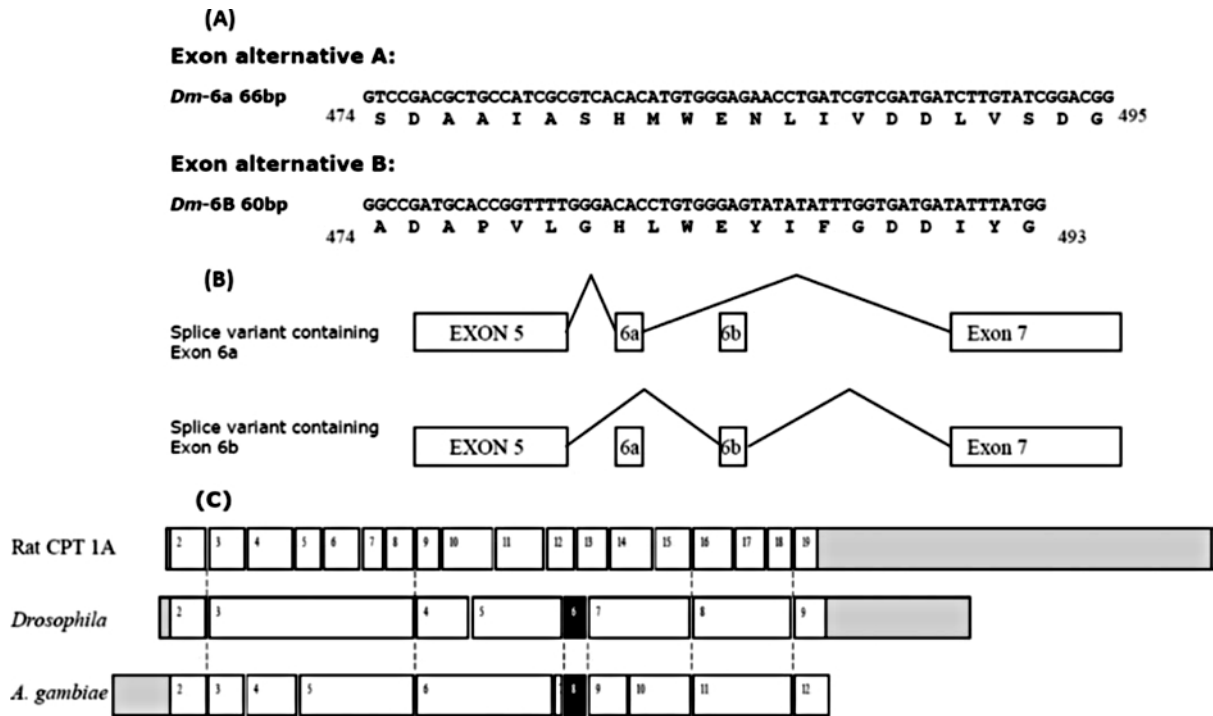 (A)
Exon alternative A:
Dm-6a 66bp GTCCGACGCTGCCATCGCGTCACACATGTGGGAGAACCTGATCGTCGATGATCTTGTATCGGACGG
474 S D A A I A S H M W E N L I V D D L V S D G 495
Exon alternative B:
Dm-6B 60bp GGCCGATGCACCGGTTTTGGGACACCTGTGGGAGTATATATTTGGTGATGATATTTATGG
474 A D A P V L G H L W E Y I F G D D I Y G 493
(B)
Splice variant containing
Exon 6a
EXON 5 6a 6b Exon 7
Splice variant containing
Exon 6b
EXON 5 6a 6b Exon 7
(C)
Rat CPT 1A 2 3 4 5 6 7 8 9 10 11 12 13 14 15 16 17 18 19
Drosophila 2 3 4 5 6 7 8 9
A. gambiae 2 3 4 5 6 8 9 10 11 12